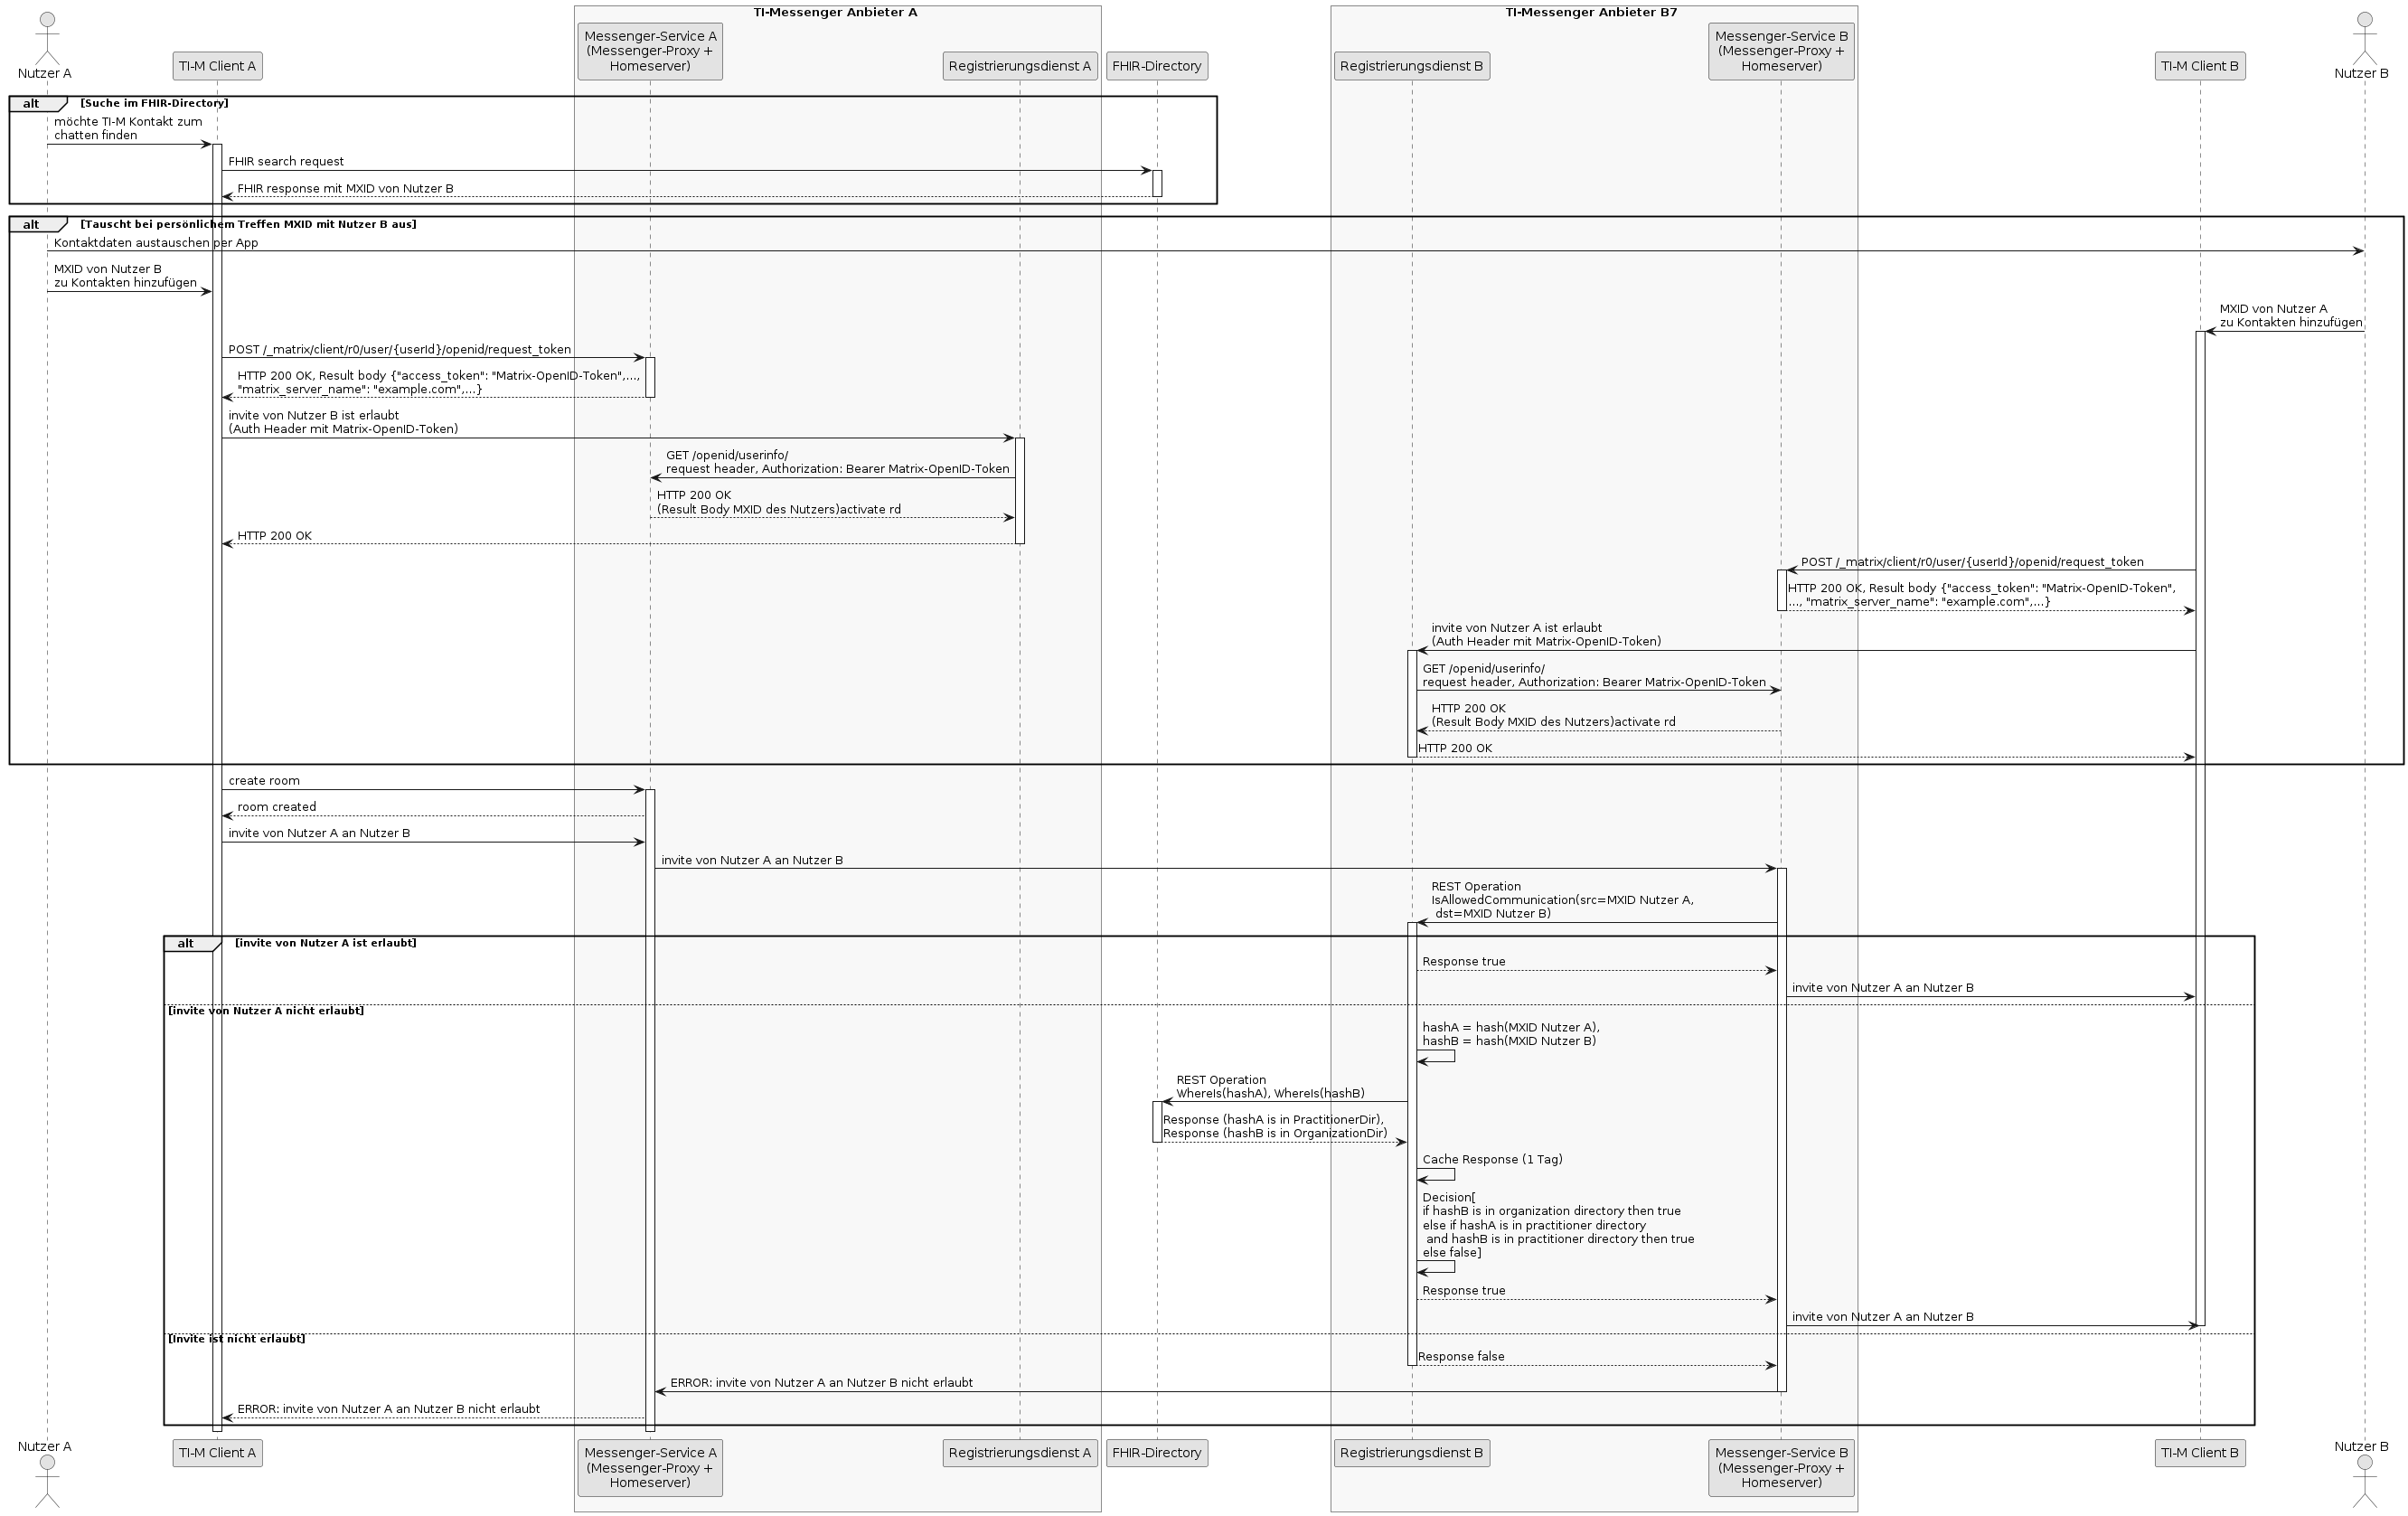 TI-Messenger Anbieter A
TI-Messenger Anbieter B7
Nutzer A
TI-M Client A
Messenger-Service A
(Messenger-Proxy +
Homeserver)
Registrierungsdienst A
FHIR-Directory
Registrierungsdienst B
Messenger-Service B
(Messenger-Proxy +
Homeserver)
TI-M Client B
Nutzer B
alt [Suche im FHIR-Directory]
möchte TI-M Kontakt zum
chatten finden
FHIR search request
FHIR response mit MXID von Nutzer B
alt [Tauscht bei persönlichem Treffen MXID mit Nutzer B aus]
Kontaktdaten austauschen per App
MXID von Nutzer B
zu Kontakten hinzufügen
MXID von Nutzer A
zu Kontakten hinzufügen
POST /_matrix/client/r0/user/{userId}/openid/request_token
HTTP 200 OK, Result body {"access_token": "Matrix-OpenID-Token",...,
"matrix_server_name": "example.com",...}
invite von Nutzer B ist erlaubt
(Auth Header mit Matrix-OpenID-Token)
GET /openid/userinfo/
request header, Authorization: Bearer Matrix-OpenID-Token
HTTP 200 OK
(Result Body MXID des Nutzers)activate rd
HTTP 200 OK
POST /_matrix/client/r0/user/{userId}/openid/request_token
HTTP 200 OK, Result body {"access_token": "Matrix-OpenID-Token",
..., "matrix_server_name": "example.com",...}
invite von Nutzer A ist erlaubt
(Auth Header mit Matrix-OpenID-Token)
GET /openid/userinfo/
request header, Authorization: Bearer Matrix-OpenID-Token
HTTP 200 OK
(Result Body MXID des Nutzers)activate rd
HTTP 200 OK
create room
room created
invite von Nutzer A an Nutzer B
invite von Nutzer A an Nutzer B
REST Operation
IsAllowedCommunication(src=MXID Nutzer A,
dst=MXID Nutzer B)
alt [invite von Nutzer A ist erlaubt]
Response true
invite von Nutzer A an Nutzer B
[invite von Nutzer A nicht erlaubt]
hashA = hash(MXID Nutzer A),
hashB = hash(MXID Nutzer B)
REST Operation
WhereIs(hashA), WhereIs(hashB)
Response (hashA is in PractitionerDir),
Response (hashB is in OrganizationDir)
Cache Response (1 Tag)
Decision[
if hashB is in organization directory then true
else if hashA is in practitioner directory
and hashB is in practitioner directory then true
else false]
Response true
invite von Nutzer A an Nutzer B
[Invite ist nicht erlaubt]
Response false
ERROR: invite von Nutzer A an Nutzer B nicht erlaubt
ERROR: invite von Nutzer A an Nutzer B nicht erlaubt
Nutzer A
TI-M Client A
Messenger-Service A
(Messenger-Proxy +
Homeserver)
Registrierungsdienst A
FHIR-Directory
Registrierungsdienst B
Messenger-Service B
(Messenger-Proxy +
Homeserver)
TI-M Client B
Nutzer B